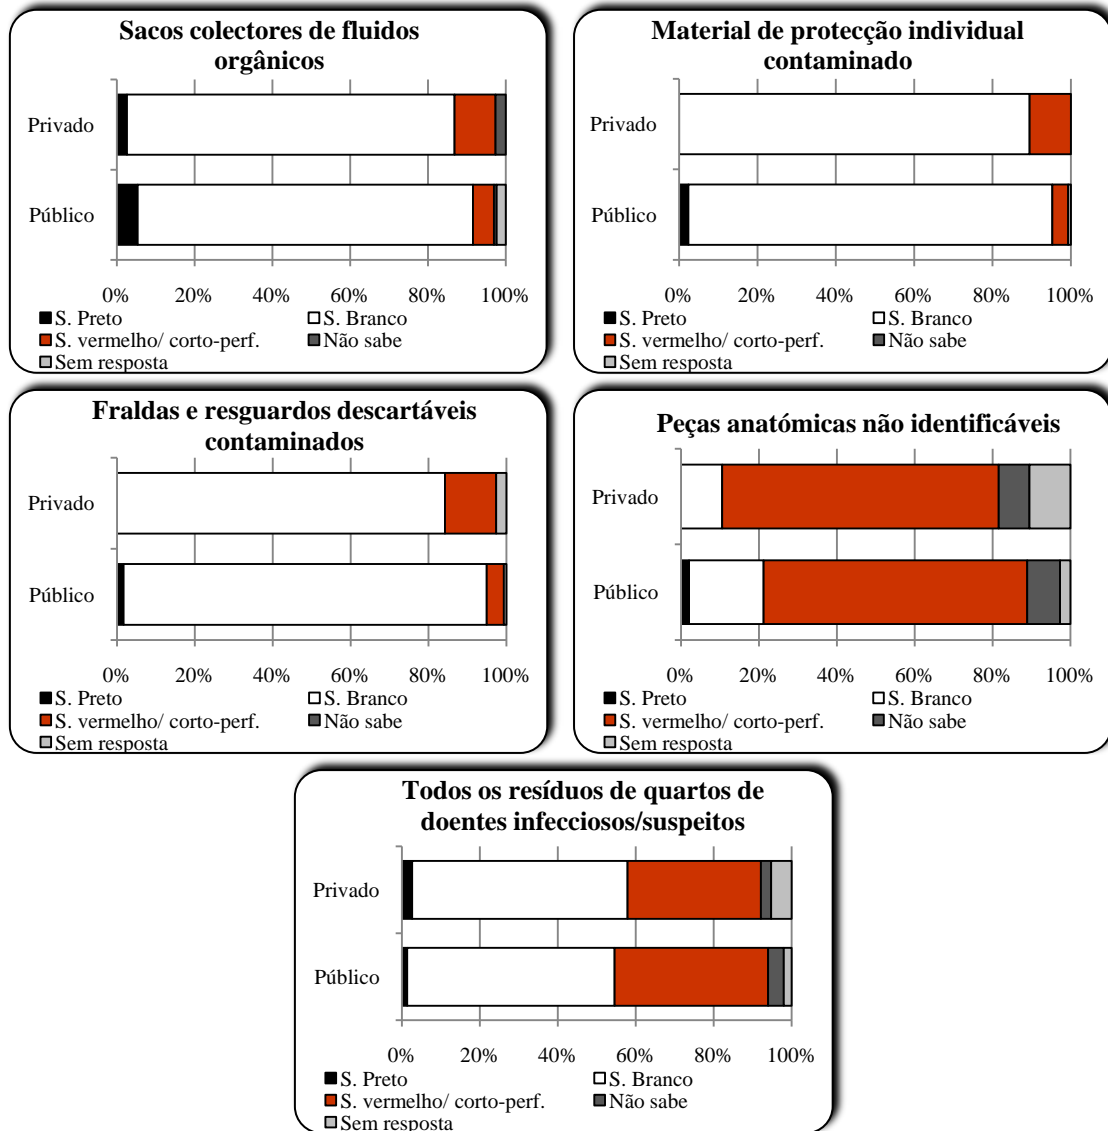 Sacos colectores de fluidos
orgânicos
Privado
Público
0% 20% 40% 60% 80% 100%
S. Preto S. Branco
S. vermelho/ corto-perf. Não sabe
Sem resposta
Material de protecção individual
contaminado
Privado
Público
0% 20% 40% 60% 80% 100%
S. Preto S. Branco
S. vermelho/ corto-perf. Não sabe
Sem resposta
Fraldas e resguardos descartáveis
contaminados
Privado
Público
0% 20% 40% 60% 80% 100%
S. Preto S. Branco
S. vermelho/ corto-perf. Não sabe
Sem resposta
Peças anatómicas não identificáveis
Privado
Público
0% 20% 40% 60% 80% 100%
S. Preto S. Branco
S. vermelho/ corto-perf. Não sabe
Sem resposta
Todos os resíduos de quartos de
doentes infecciosos/suspeitos
Privado
Público
0% 20% 40% 60% 80% 100%
S. Preto S. Branco
S. vermelho/ corto-perf. Não sabe
Sem resposta